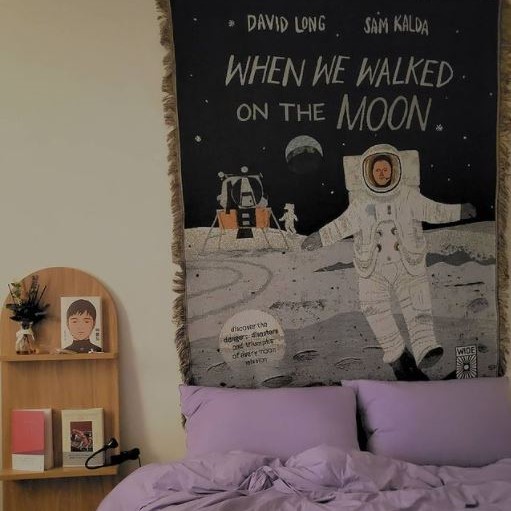 DAVID LONG SAM KALDA
WHEN WE WALKED
ON THE MOON
discover the
dangers, disasters
and triumphs
of every moon
mission
WIDE